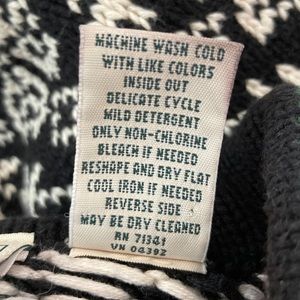 MACHINE WASH COLD
WITH LIKE COLORS
INSIDE OUT
DELICATE CYCLE
MILD DETERGENT
ONLY NON-CHLORINE
BLEACH IF NEEDED
RESHAPE AND DRY FLAT
COOL IRON IF NEEDED
REVERSE SIDE
MAY BE DRY CLEANED
RN 71341
VN 04392